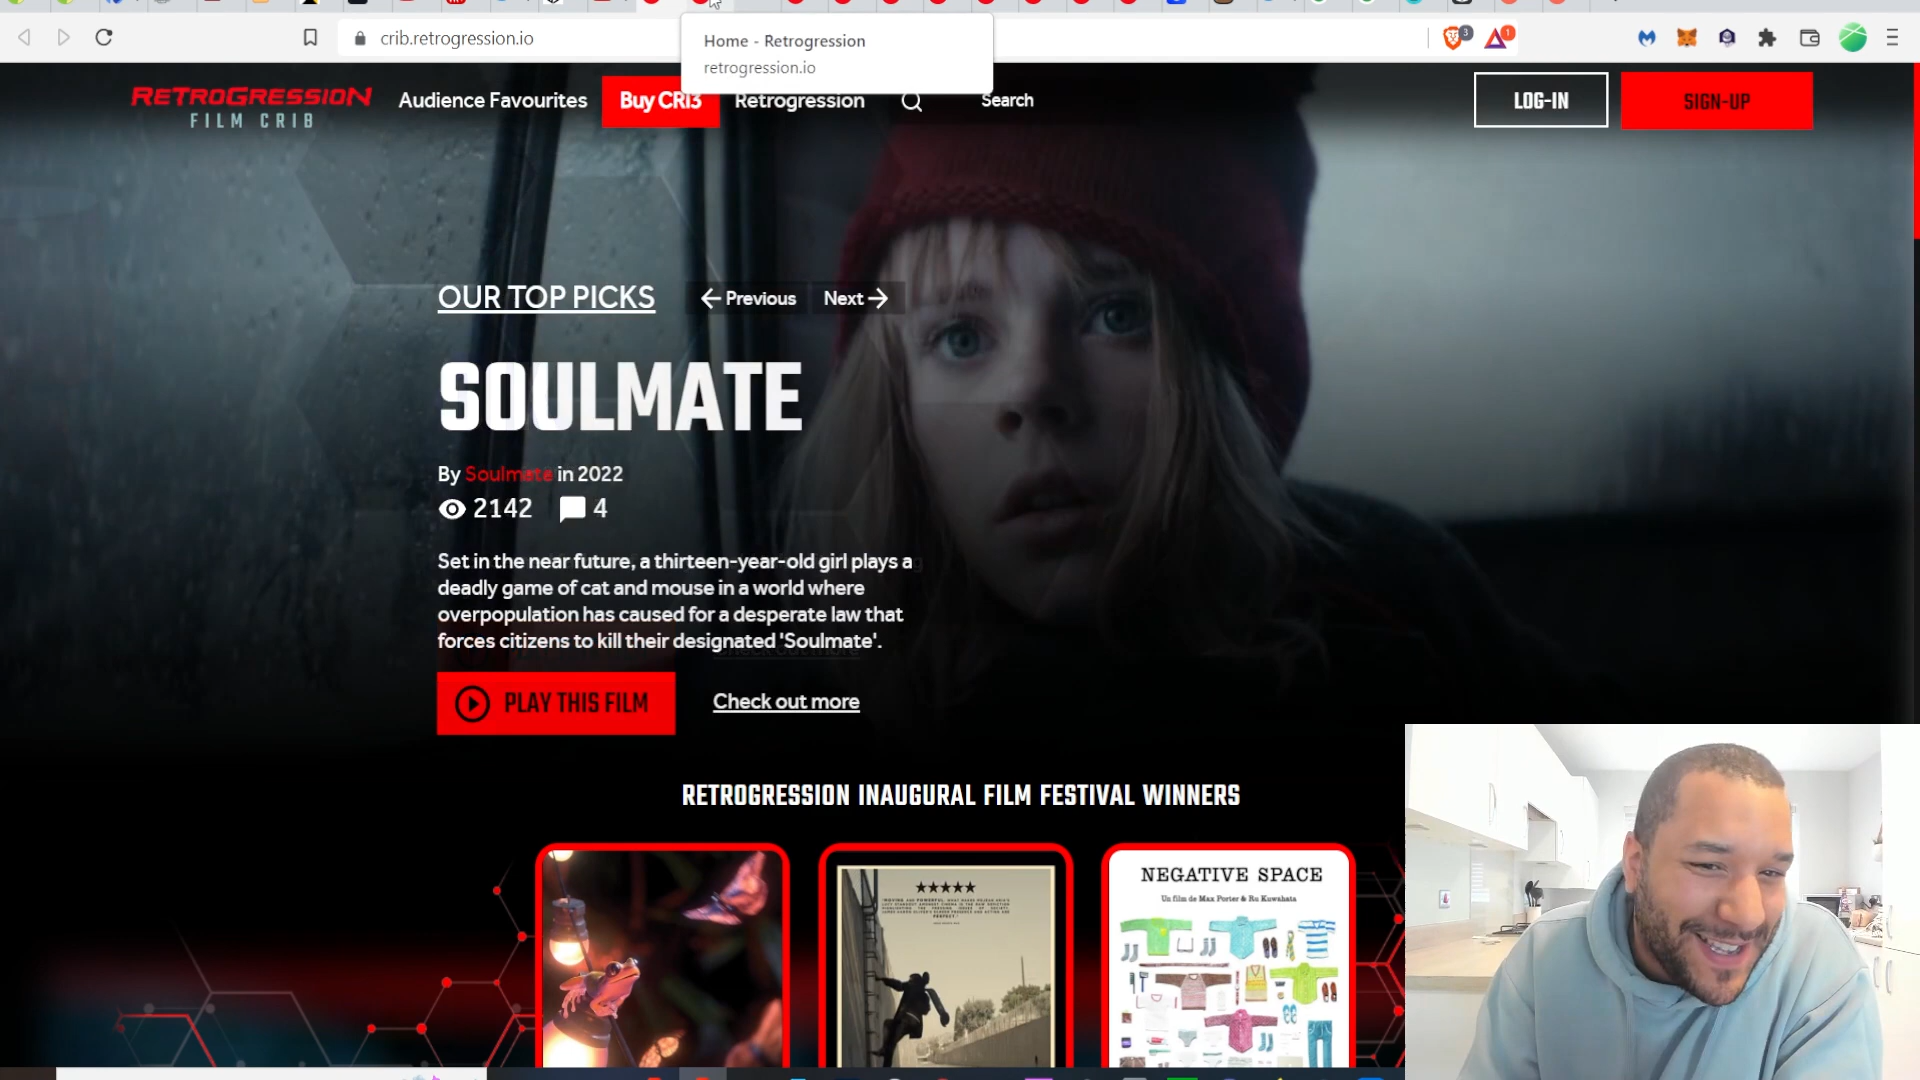 crib.retrogression.io
3
1
Home - Retrogression
retrogression.io
RETROGRESSION
FILM CRIB
Audience Favourites
Buy CRI3
Retrogression
Search
LOG-IN
SIGN-UP
OUR TOP PICKS
Previous
Next
SOULMATE
By Soulmate in 2022
2142
4
Set in the near future, a thirteen-year-old girl plays a
deadly game of cat and mouse in a world where
overpopulation has caused for a desperate law that
forces citizens to kill their designated 'Soulmate'.
PLAY THIS FILM
Check out more
RETROGRESSION INAUGURAL FILM FESTIVAL WINNERS
NEGATIVE SPACE
Un film de Max Porter & Ru Kuwahata